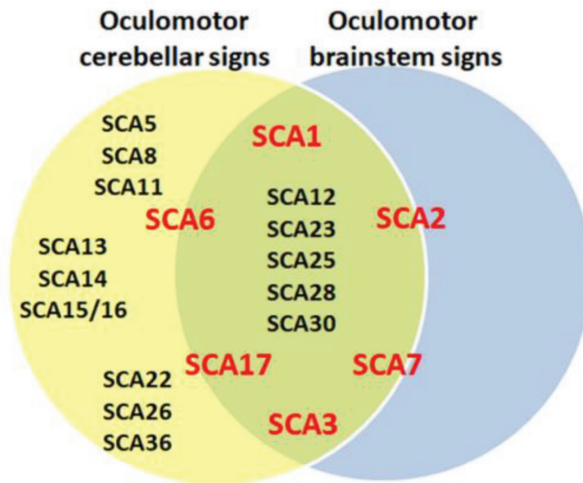 Oculomotor
cerebellar signs
Oculomotor
brainstem signs
SCA5
SCA8
SCA11
SCA1
SCA6
SCA12
SCA23
SCA25
SCA28
SCA30
SCA2
SCA13
SCA14
SCA15/16
SCA17
SCA7
SCA22
SCA26
SCA36
SCA3